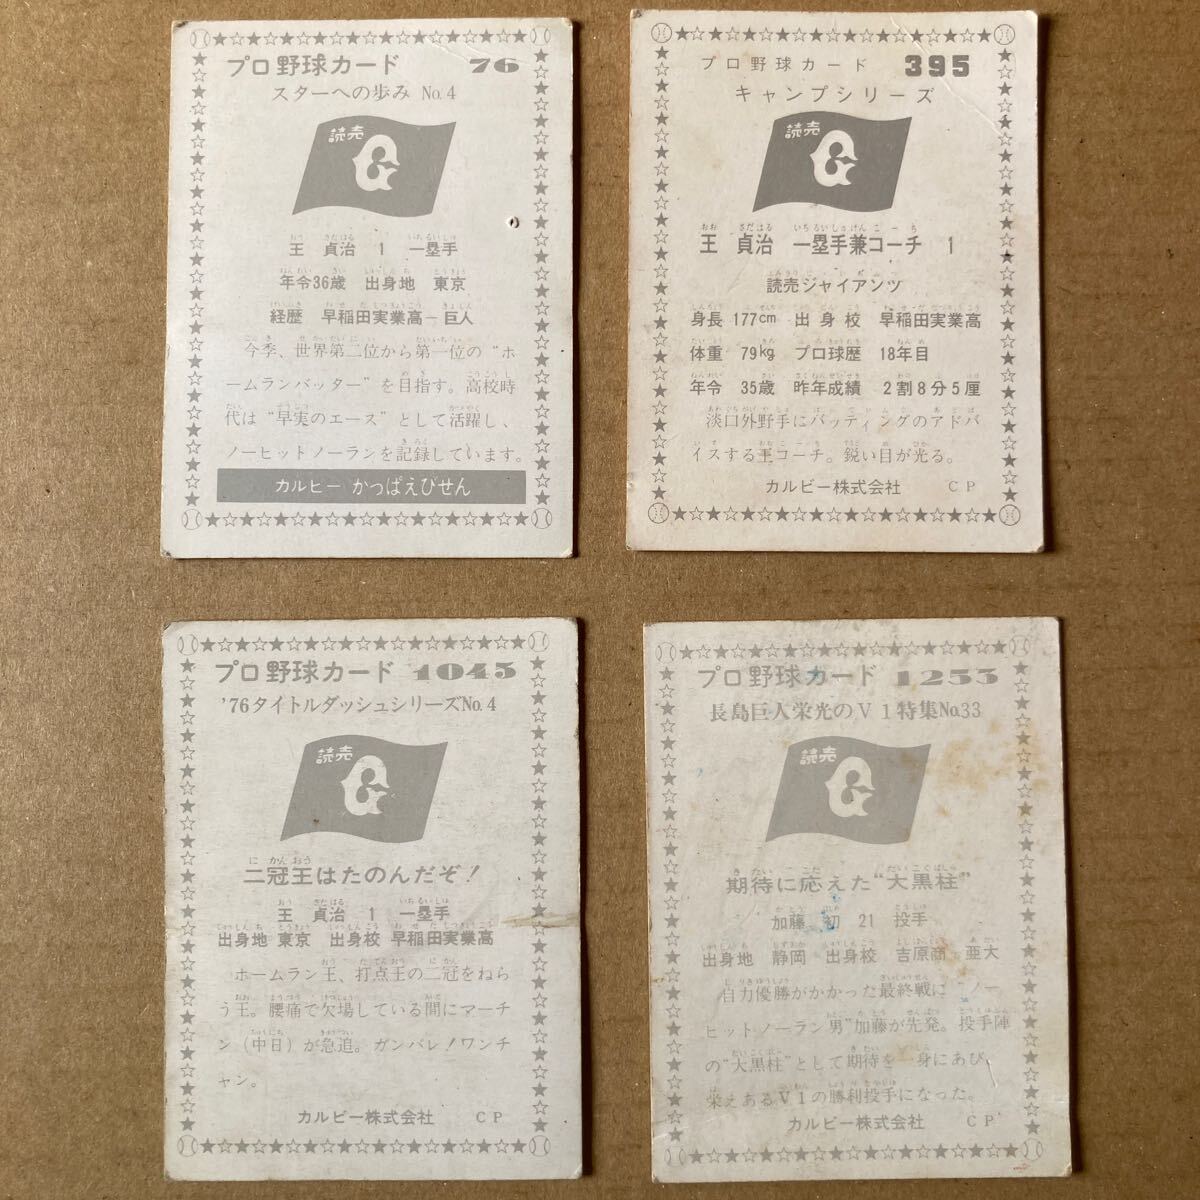 プロ野球カード 76
スターへの歩み No.4
読売
G
王 貞治 1 一塁手
年令36歳 出身地 東京
経歴 早稲田実業高－巨人
今季、世界第二位から第一位の“ホ
ームランバッター”を目指す。高校時
代は“早実のエース”として活躍し、
ノーヒットノーランを記録しています。
カルビー かっぱえびせん
プロ野球カード 395
キャンプシリーズ
読売
G
王 貞治 一塁手兼コーチ 1
読売ジャイアンツ
身長 177cm 出身校 早稲田実業高
体重 79kg プロ球歴 18年目
年令 35歳 昨年成績 2割8分5厘
淡口外野手にバッティングのアドバ
イスする王コーチ。鋭い目が光る。
カルビー株式会社 CP
プロ野球カード 1045
'76タイトルダッシュシリーズNo.4
読売
G
二冠王はたのんだぞ!
王 貞治 1 一塁手
出身地 東京 出身校 早稲田実業高
ホームラン王、打点王の二冠をねら
う王。腰痛で欠場している間にマーチ
ン(中日)が急追。ガンバレ!ワンチ
ャン。
カルビー株式会社 CP
プロ野球カード 1253
長島巨人栄光のV1特集No.33
読売
G
期待に応えた“大黒柱”
加藤 初 21 投手
出身地 静岡 出身校 吉原商－亜大
自力優勝がかかった最終戦に“ノー
ヒットノーラン男”加藤が先発。投手陣
の“大黒柱”として期待を一身にあび、
栄えあるV1の勝利投手になった。
カルビー株式会社 CP